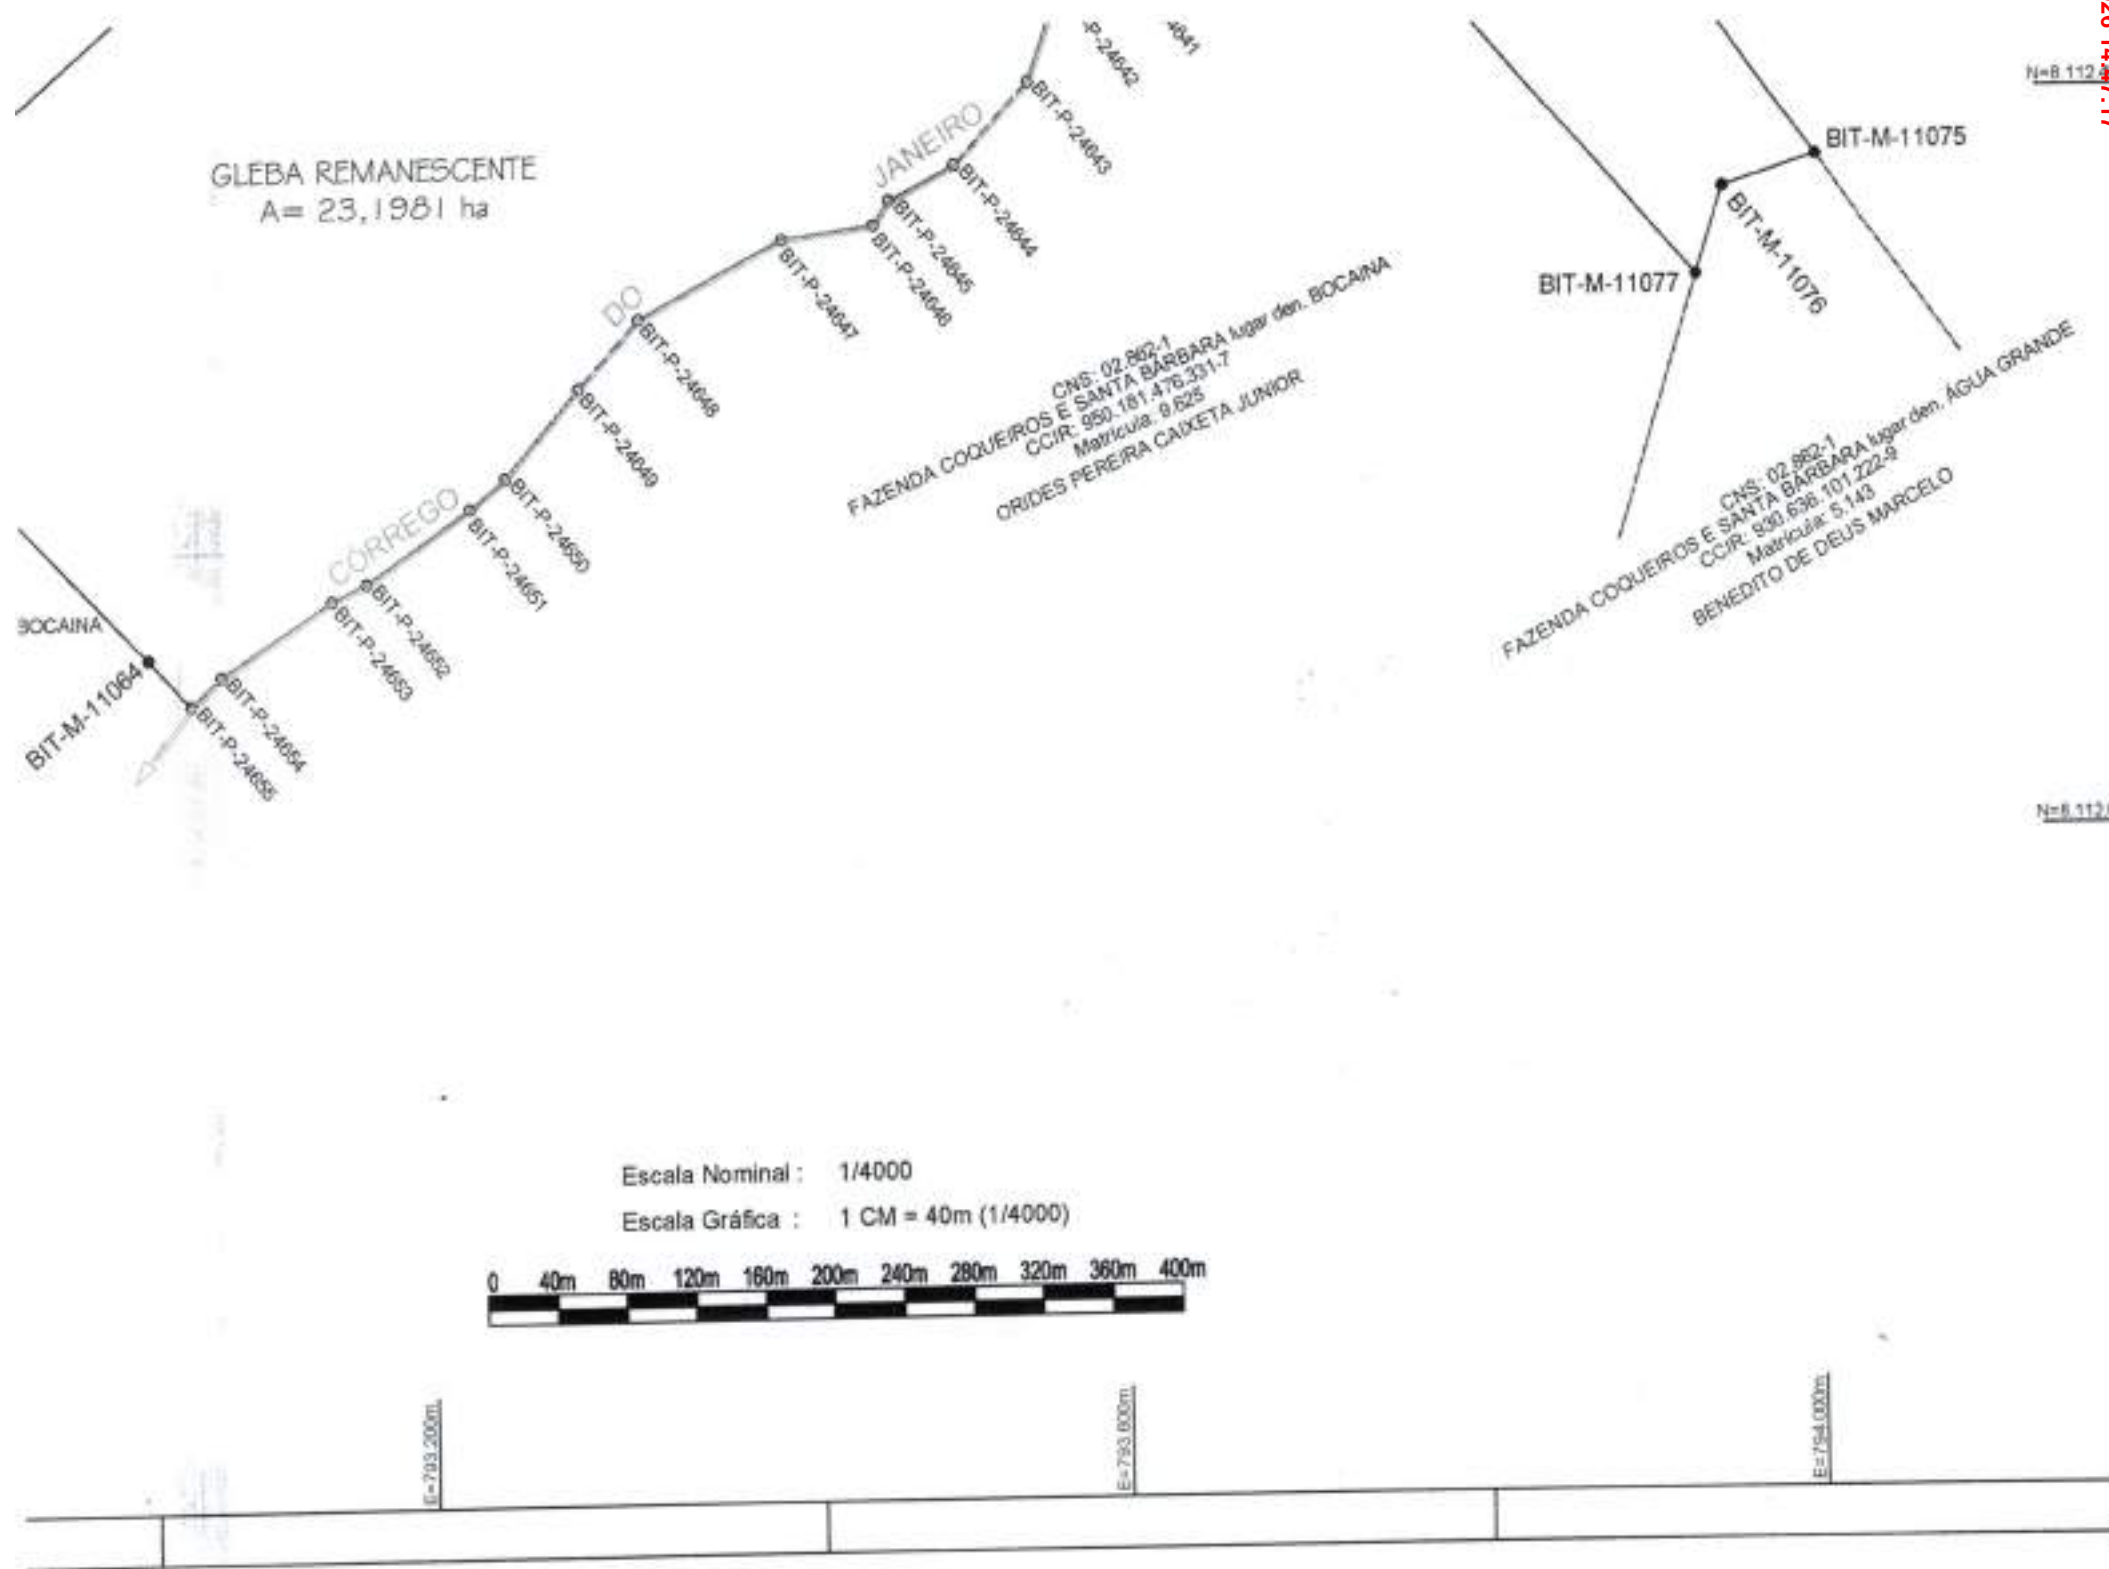 4641
P-24642
BIT-P-24643
BIT-P-24644
BIT-P-24645
BIT-P-24646
BIT-P-24647
BIT-P-24648
BIT-P-24649
BIT-P-24650
BIT-P-24651
BIT-P-24652
BIT-P-24653
BIT-P-24654
BIT-P-24655
GLEBA REMANESCENTE
A= 23,1981 ha
CÓRREGO DO JANEIRO
BOCAINA
BIT-M-11064
BIT-M-11075
BIT-M-11076
BIT-M-11077
N=8.112
CNS: 02.862-1
FAZENDA COQUEIROS E SANTA BÁRBARA lugar den. BOCAINA
CCIR: 950.181.476.331-7
Matrícula: 9.625
ORIDES PEREIRA CAIXETA JUNIOR
CNS: 02.862-1
FAZENDA COQUEIROS E SANTA BÁRBARA lugar den. ÁGUA GRANDE
CCIR: 930.636.101.722-9
Matrícula: 5.143
BENEDITO DE DEUS MARCELO
N=8.112
Escala Nominal : 1/4000
Escala Gráfica : 1 CM = 40m (1/4000)
0 40m 80m 120m 160m 200m 240m 280m 320m 360m 400m
E=793.200m
E=793.600m
E=794.000m